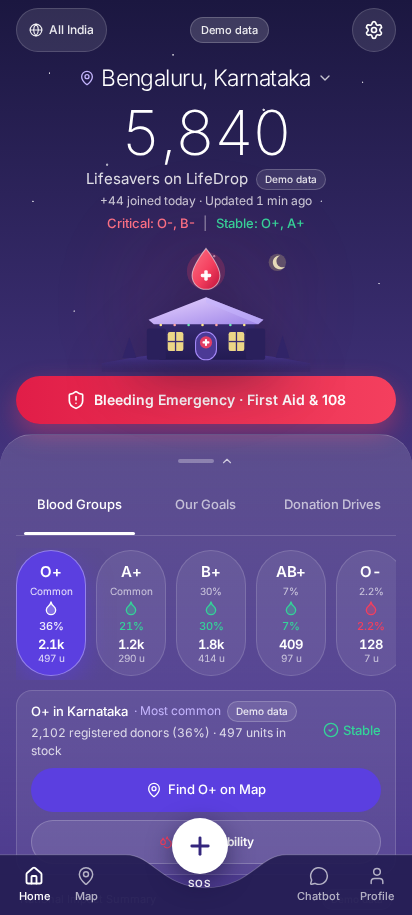 All India
Demo data
Bengaluru, Karnataka
5,840
Lifesavers on LifeDrop Demo data
+44 joined today · Updated 1 min ago ·
Critical: O-, B- | Stable: O+, A+
Bleeding Emergency · First Aid & 108
Blood Groups Our Goals Donation Drives
O+ A+ B+ AB+ O-
Common Common 30% 7% 2.2%
36% 21% 30% 7% 2.2%
2.1k 1.2k 1.8k 409 128
497 u 290 u 414 u 97 u 7 u
O+ in Karnataka · Most common Demo data
2,102 registered donors (36%) · 497 units in
stock
Stable
Find O+ on Map
bility
SOS
Home Map Chatbot Profile